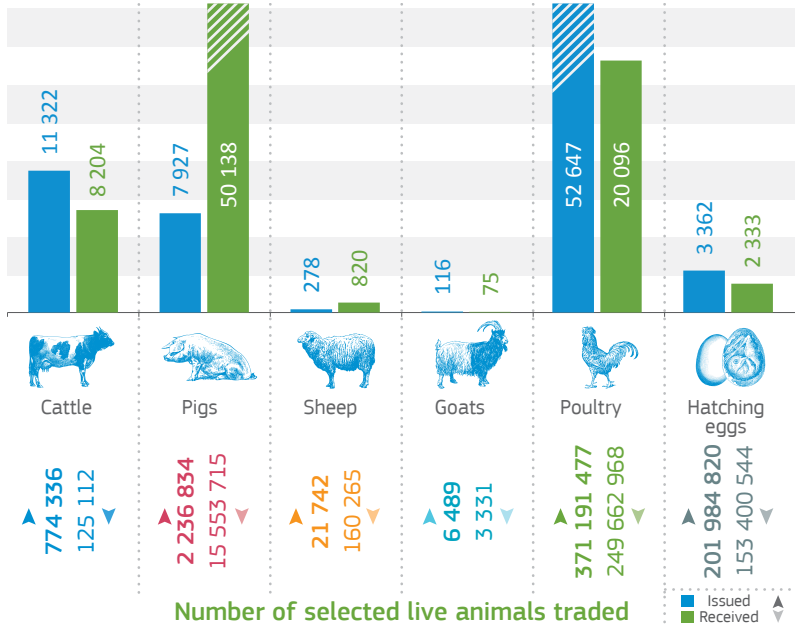 11 322
8 204
7 927
50 138
278
820
116
75
52 647
20 096
3 362
2 333
Cattle
Pigs
Sheep
Goats
Poultry
Hatching
eggs
774 336
125 112
2 236 834
15 553 715
21 742
160 265
6 489
3 331
371 191 477
249 662 968
201 984 820
153 400 544
Number of selected live animals traded
Issued
Received